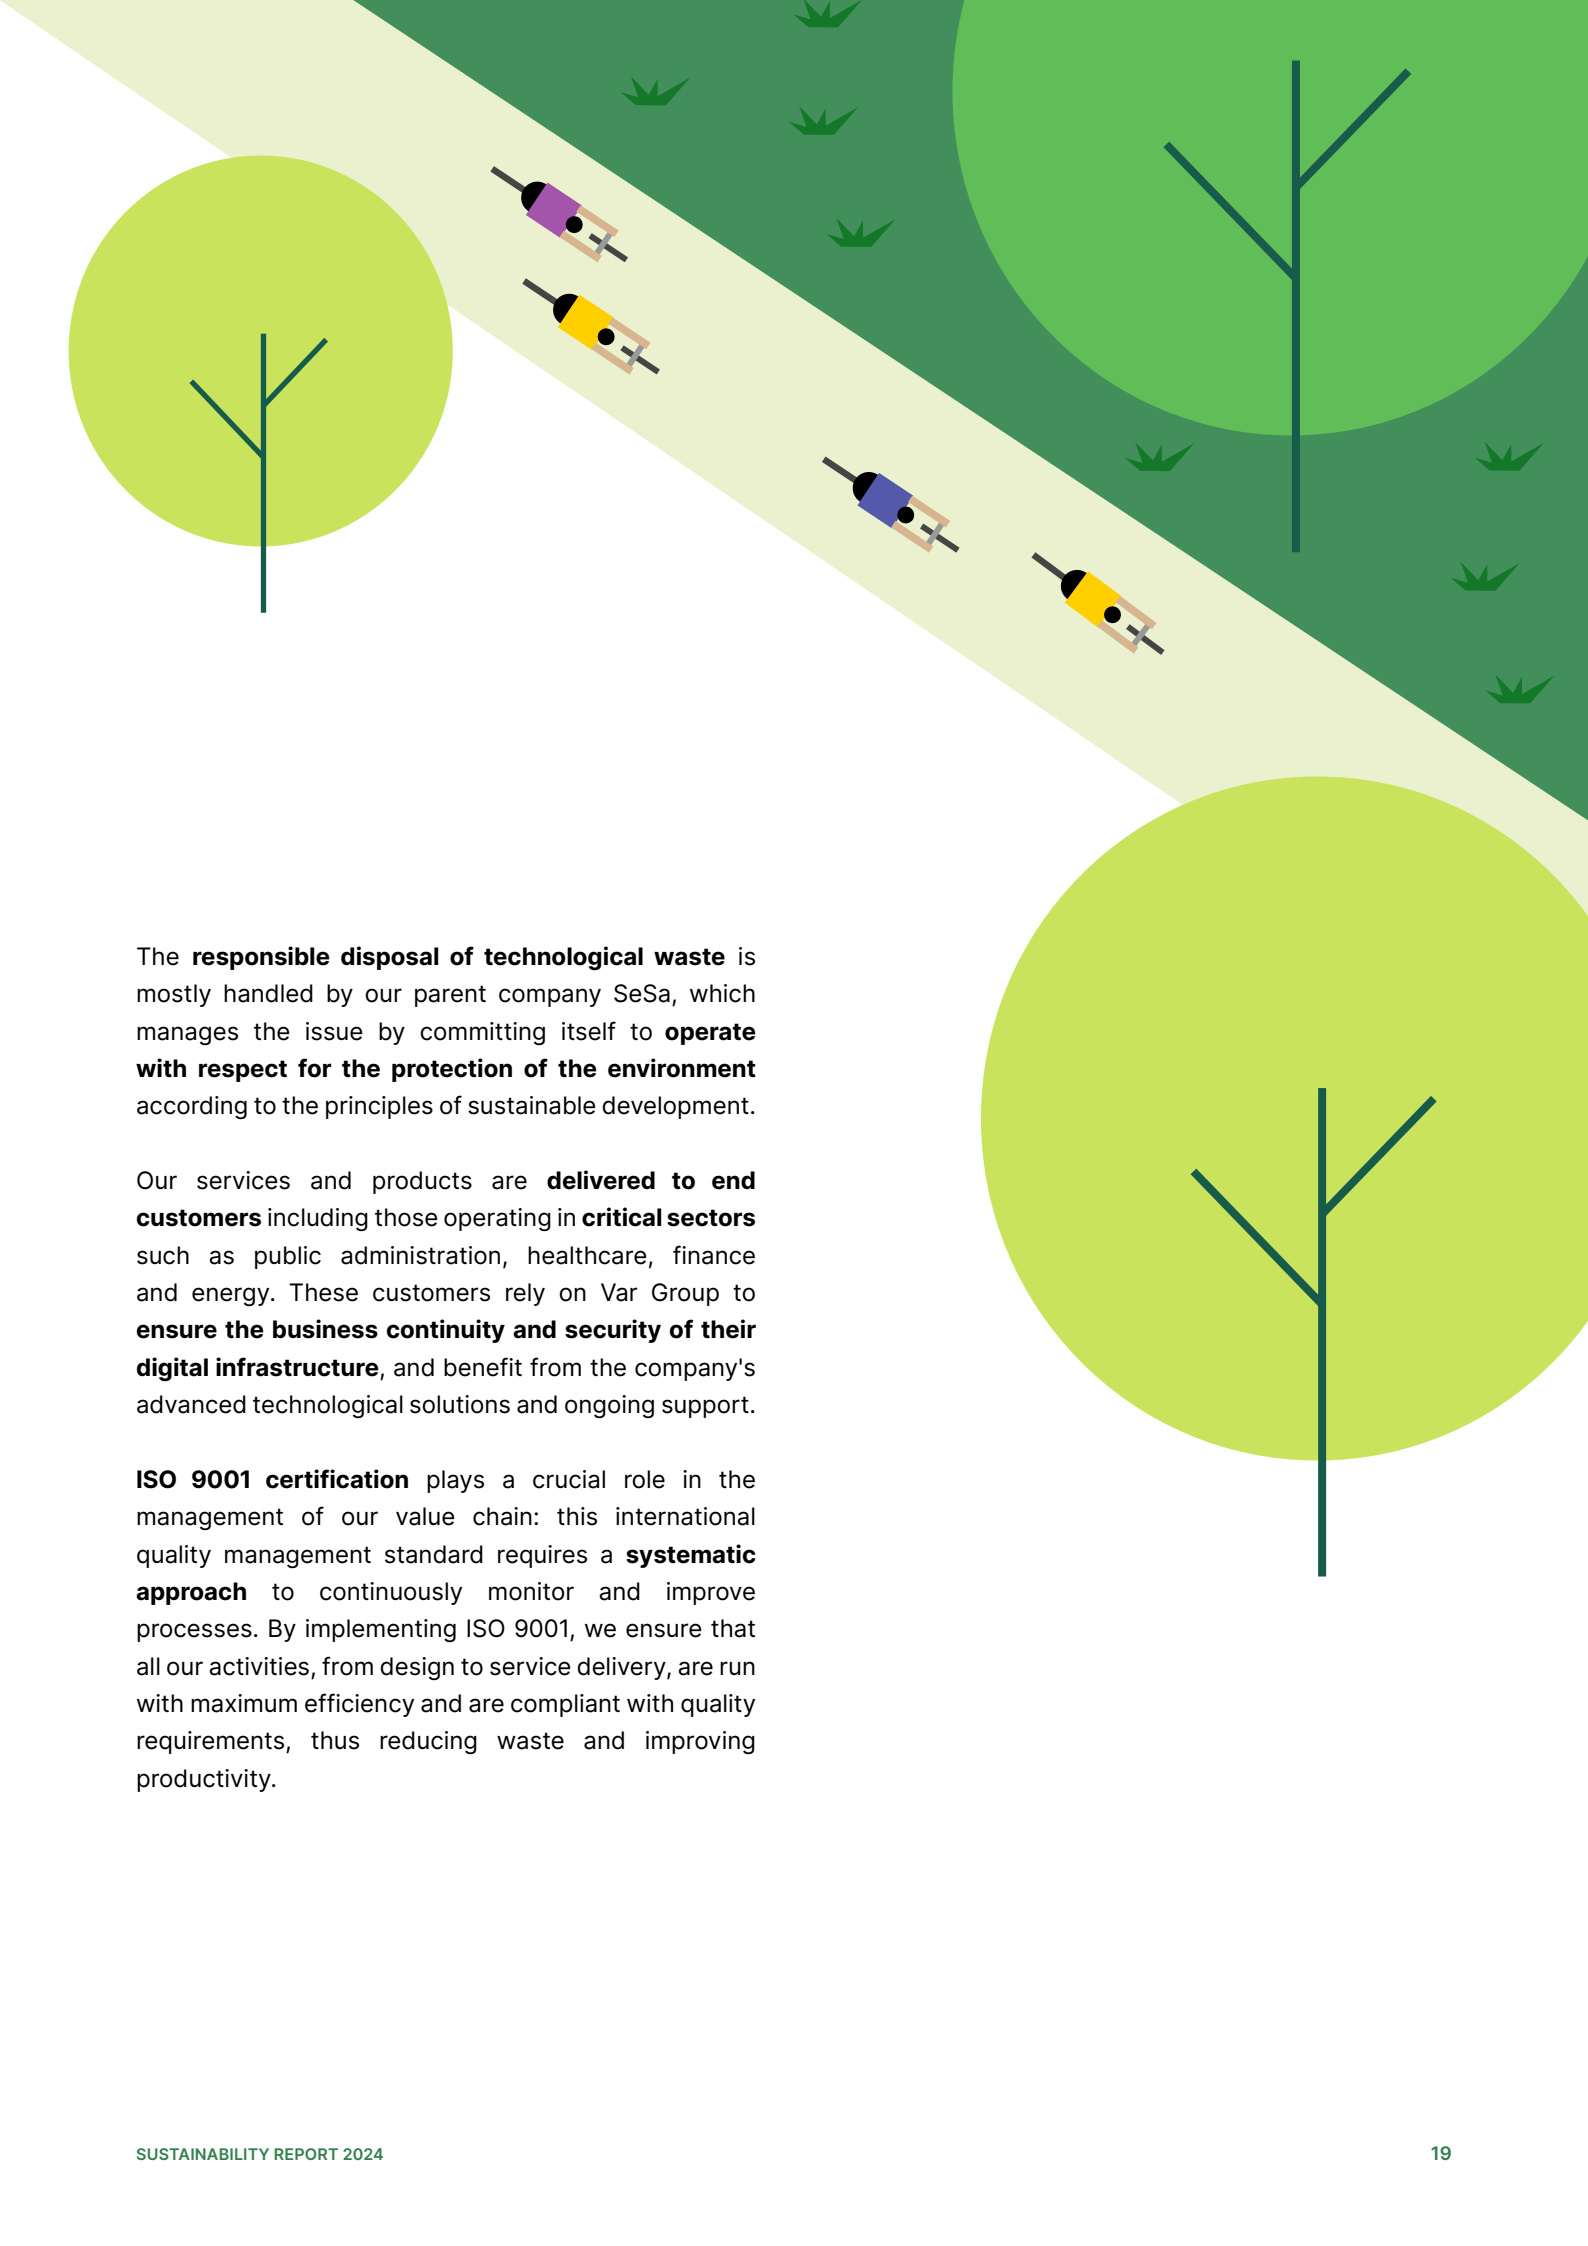 The responsible disposal of technological waste is
mostly handled by our parent company SeSa, which
manages the issue by committing itself to operate
with respect for the protection of the environment
according to the principles of sustainable development.
Our services and products are delivered to end
customers including those operating in critical sectors
such as public administration, healthcare, finance
and energy. These customers rely on Var Group to
ensure the business continuity and security of their
digital infrastructure, and benefit from the company's
advanced technological solutions and ongoing support.
ISO 9001 certification plays a crucial role in the
management of our value chain: this international
quality management standard requires a systematic
approach to continuously monitor and improve
processes. By implementing ISO 9001, we ensure that
all our activities, from design to service delivery, are run
with maximum efficiency and are compliant with quality
requirements, thus reducing waste and improving
productivity.
SUSTAINABILITY REPORT 2024
19